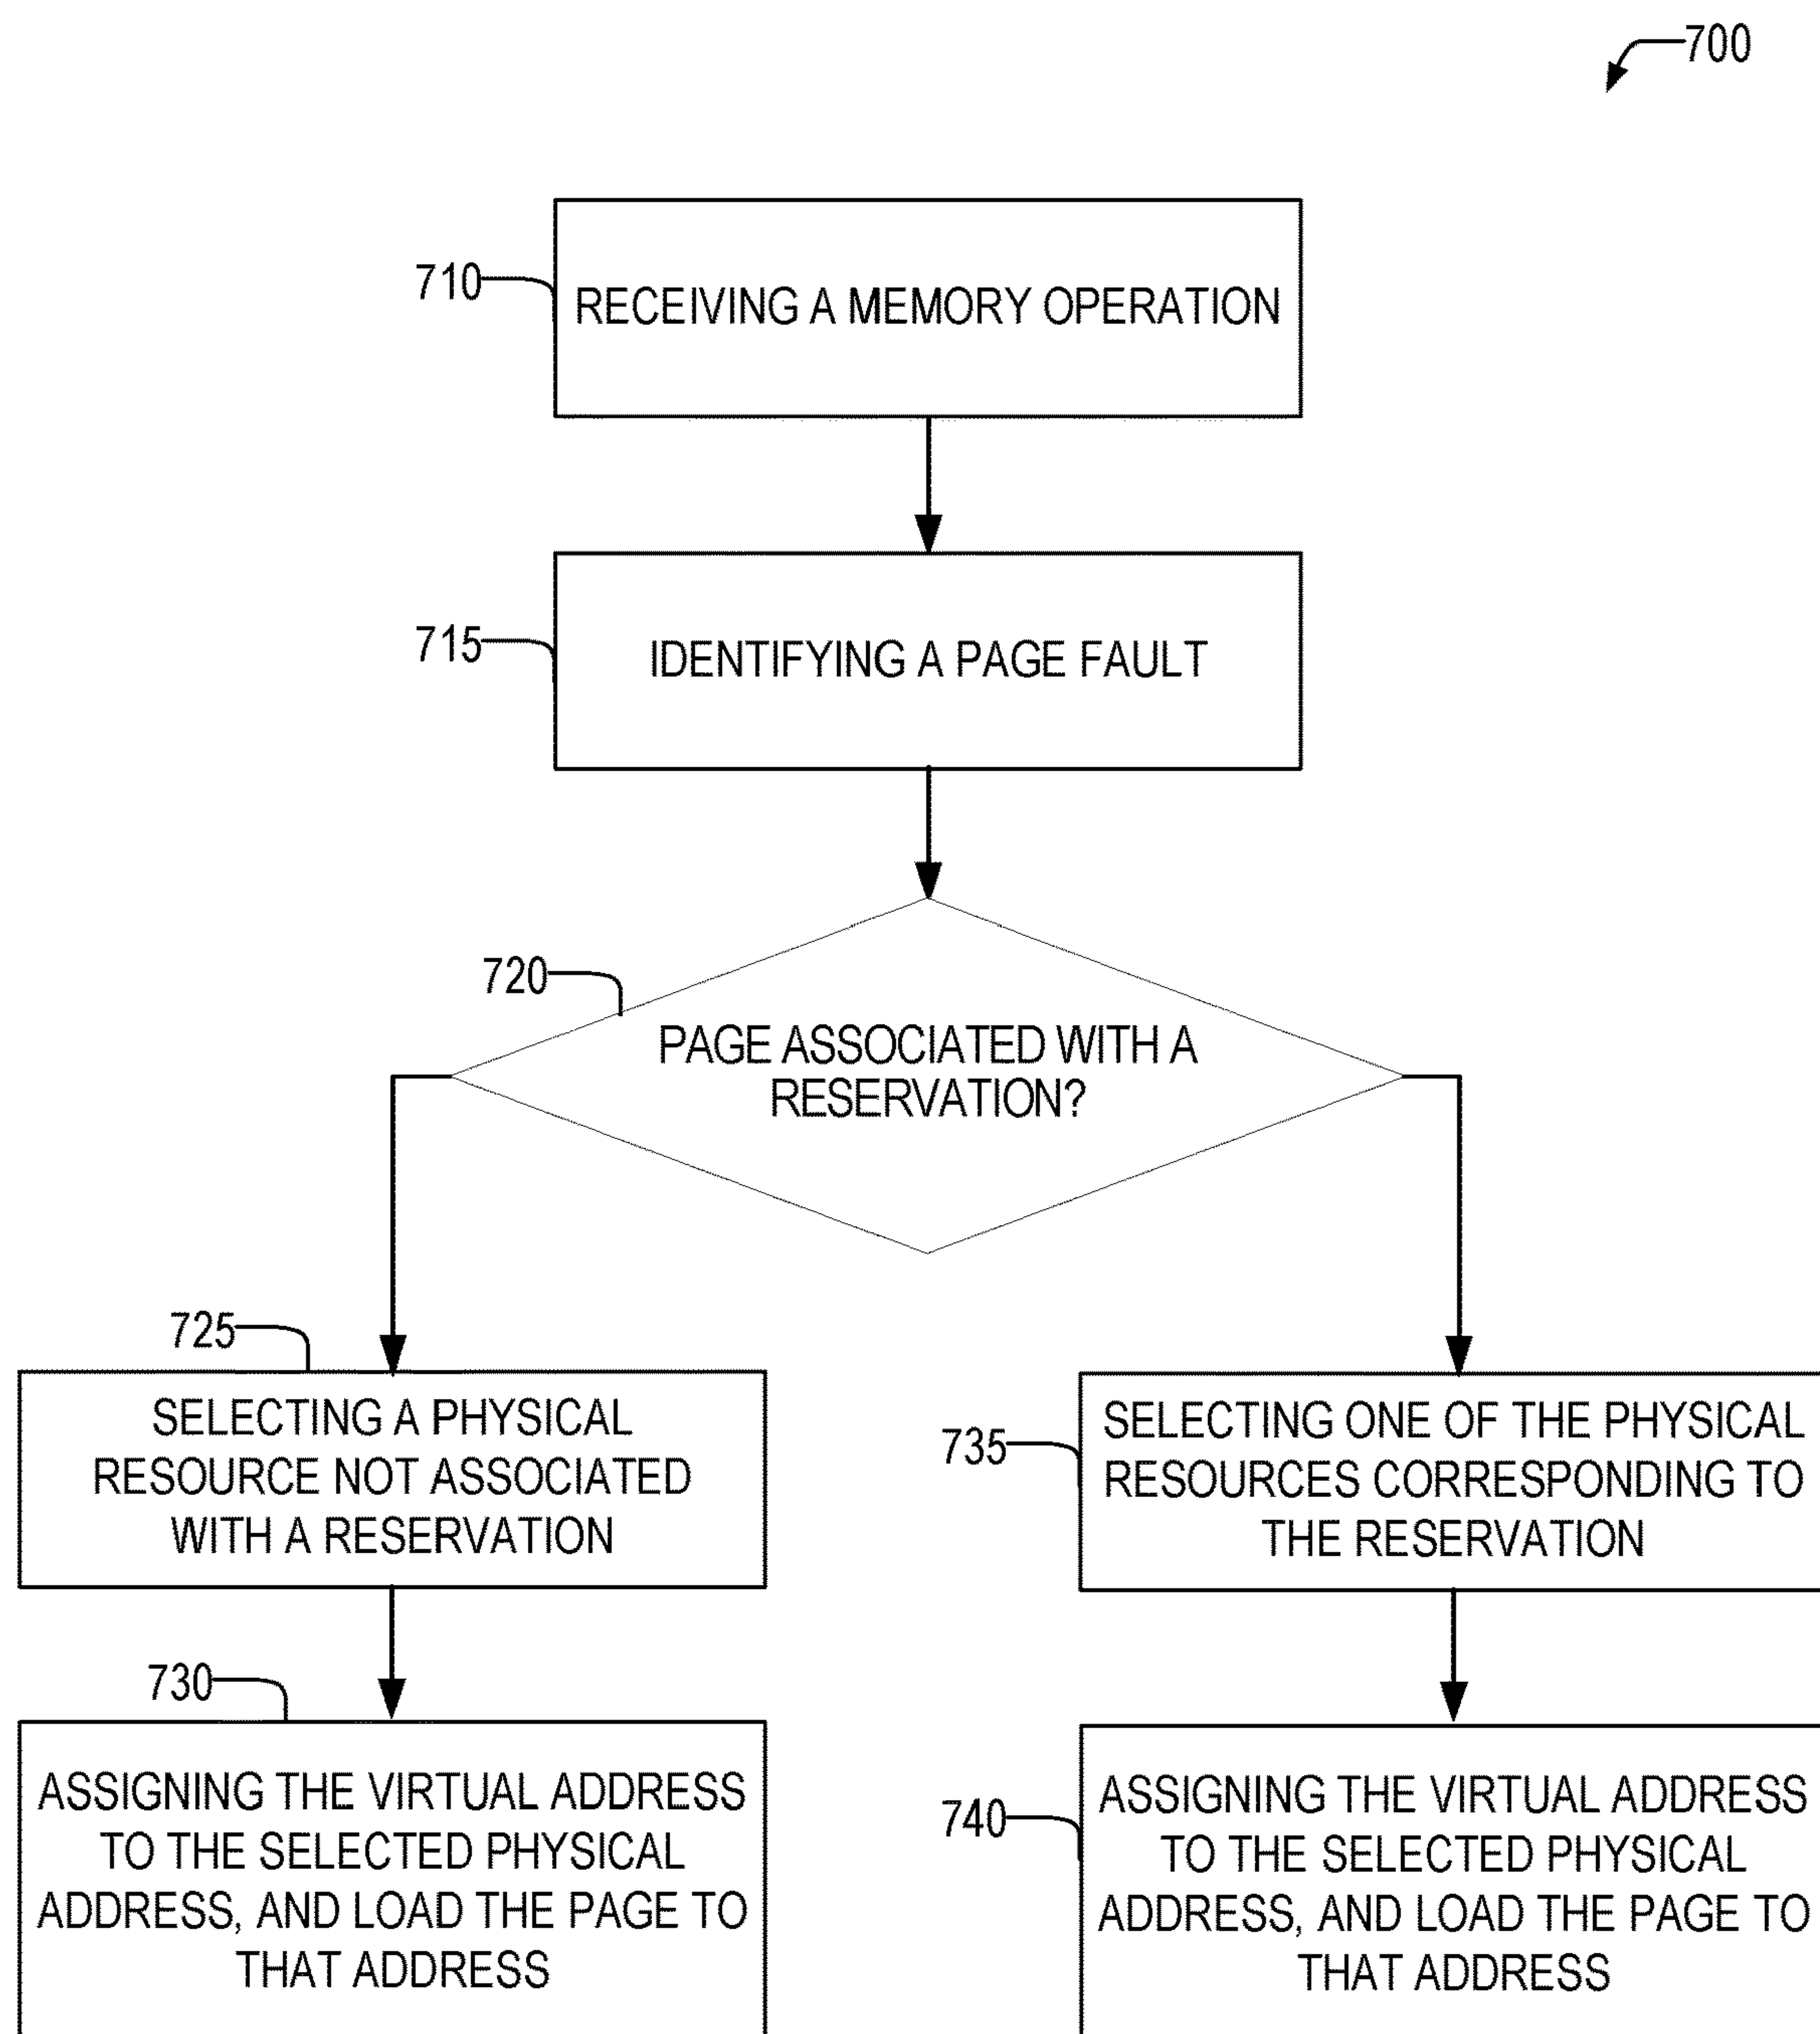 700
710
RECEIVING A MEMORY OPERATION
715
IDENTIFYING A PAGE FAULT
720
PAGE ASSOCIATED WITH A
RESERVATION?
725
SELECTING A PHYSICAL
RESOURCE NOT ASSOCIATED
WITH A RESERVATION
730
ASSIGNING THE VIRTUAL ADDRESS
TO THE SELECTED PHYSICAL
ADDRESS, AND LOAD THE PAGE TO
THAT ADDRESS
735
SELECTING ONE OF THE PHYSICAL
RESOURCES CORRESPONDING TO
THE RESERVATION
740
ASSIGNING THE VIRTUAL ADDRESS
TO THE SELECTED PHYSICAL
ADDRESS, AND LOAD THE PAGE TO
THAT ADDRESS